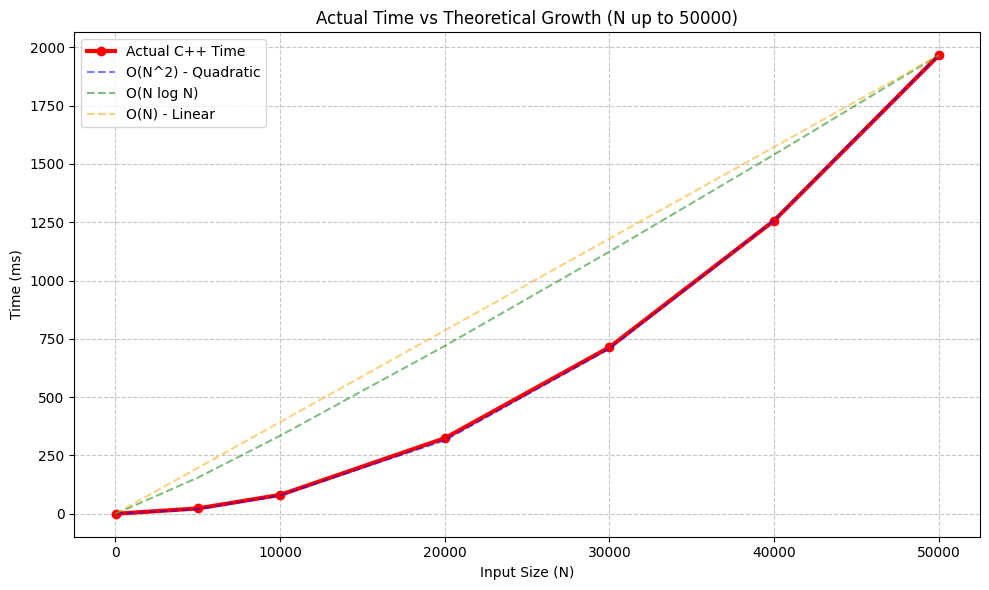 Actual Time vs Theoretical Growth (N up to 50000)
Actual C++ Time
O(N^2) - Quadratic
O(N log N)
O(N) - Linear
Time (ms)
2000
1750
1500
1250
1000
750
500
250
0
0 10000 20000 30000 40000 50000
Input Size (N)